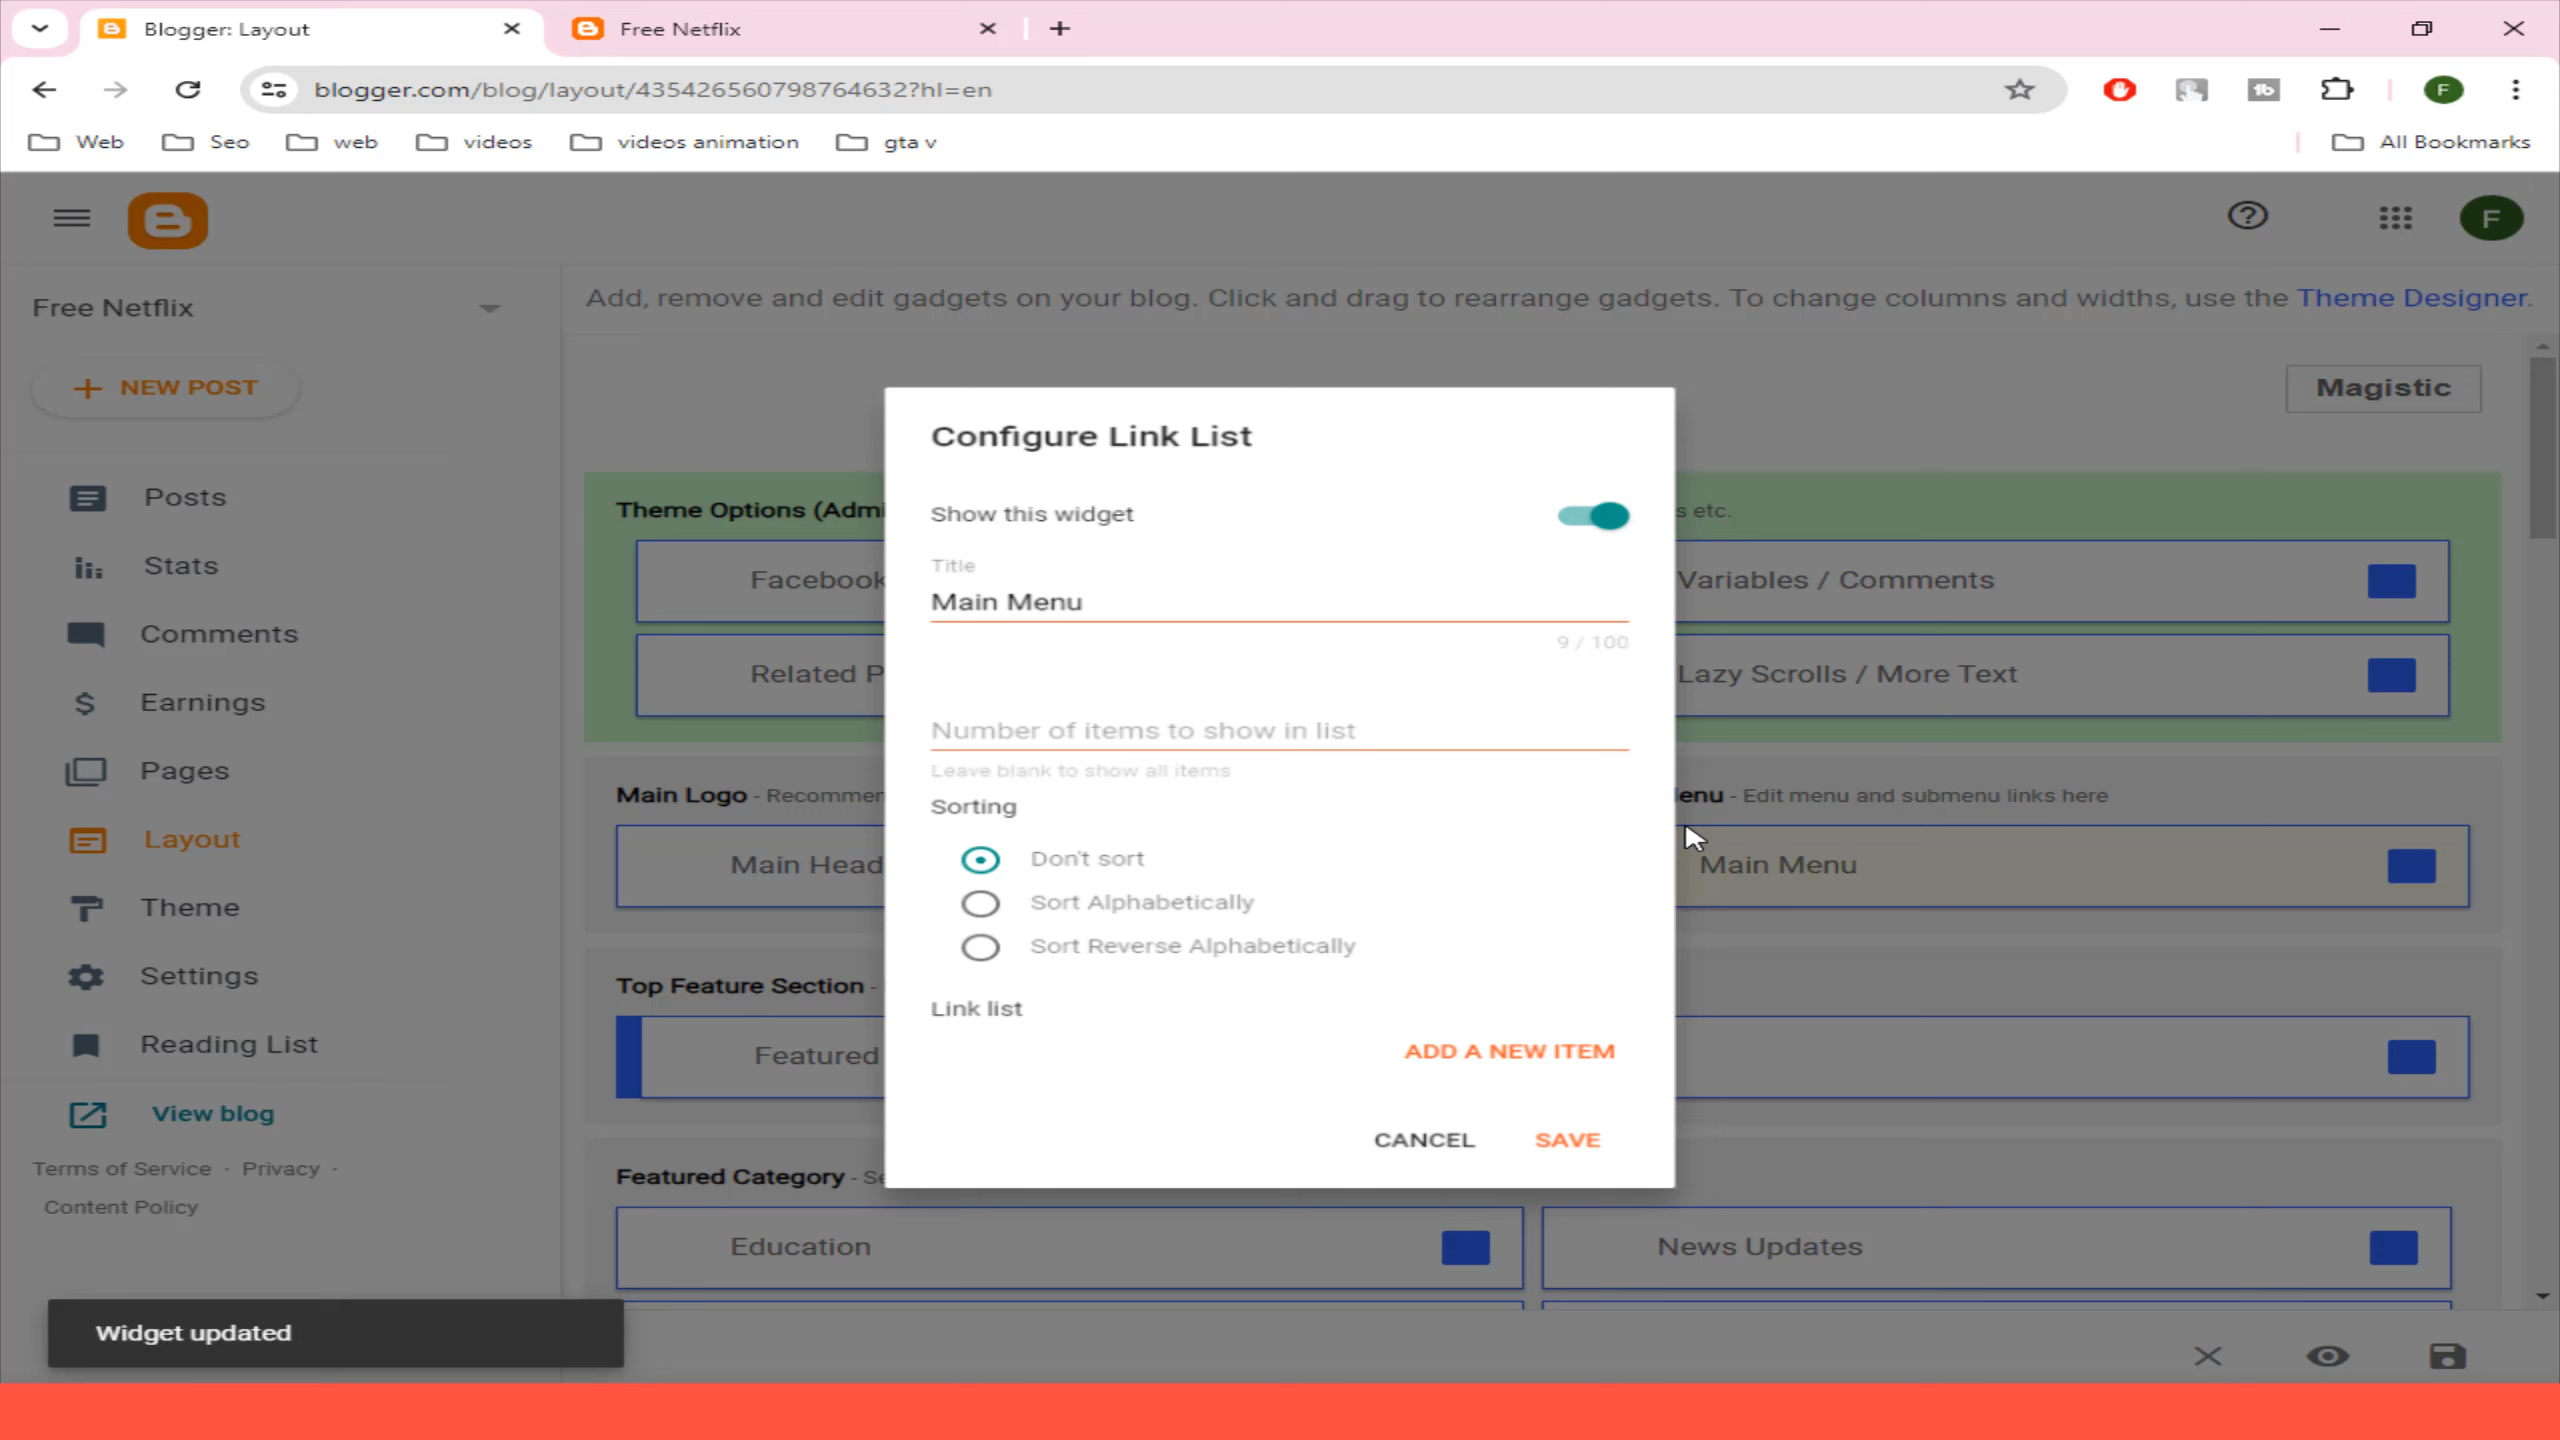 Blogger: Layout
Free Netflix
blogger.com/blog/layout/435426560798764632?hl=en
F
Web
Seo
web
videos
videos animation
gta v
All Bookmarks
F
Free Netflix
Add, remove and edit gadgets on your blog. Click and drag to rearrange gadgets. To change columns and widths, use the Theme Designer.
NEW POST
Magistic
Posts
Stats
Comments
Earnings
Pages
Layout
Theme
Settings
Reading List
View blog
Terms of Service · Privacy ·
Content Policy
Theme Options (Admi
s etc.
Facebook
Variables / Comments
Related P
Lazy Scrolls / More Text
Main Logo - Recommen
enu - Edit menu and submenu links here
Main Head
Main Menu
Top Feature Section -
Featured
Featured Category - Se
Education
News Updates
Configure Link List
Show this widget
Title
Main Menu
9 / 100
Number of items to show in list
Leave blank to show all items
Sorting
Don't sort
Sort Alphabetically
Sort Reverse Alphabetically
Link list
ADD A NEW ITEM
CANCEL
SAVE
Widget updated